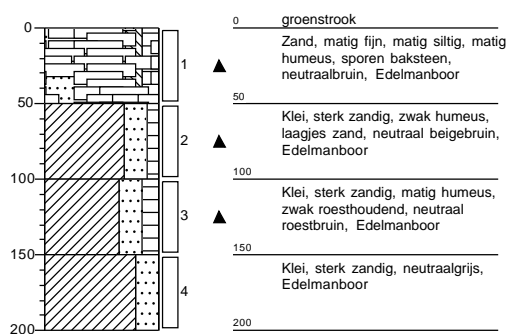 0
50
100
150
200
1
2
3
4
0 groenstrook
Zand, matig fijn, matig siltig, matig
humeus, sporen baksteen,
neutraalbruin, Edelmanboor
50
Klei, sterk zandig, zwak humeus,
laagjes zand, neutraal beigebruin,
Edelmanboor
100
Klei, sterk zandig, matig humeus,
zwak roesthoudend, neutraal
roestbruin, Edelmanboor
150
Klei, sterk zandig, neutraalgrijs,
Edelmanboor
200